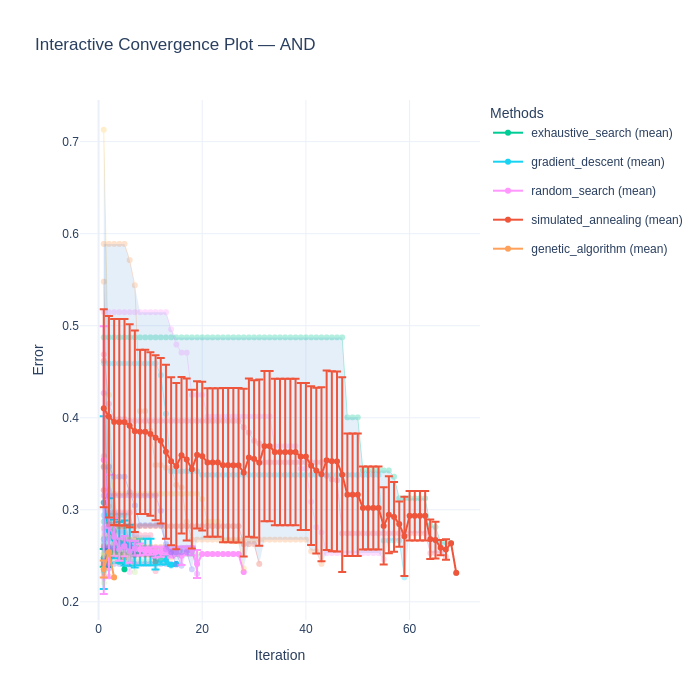 Interactive Convergence Plot — AND
Methods
exhaustive_search (mean)
gradient_descent (mean)
random_search (mean)
simulated_annealing (mean)
genetic_algorithm (mean)
Error
0.7
0.6
0.5
0.4
0.3
0.2
0
20
40
60
Iteration